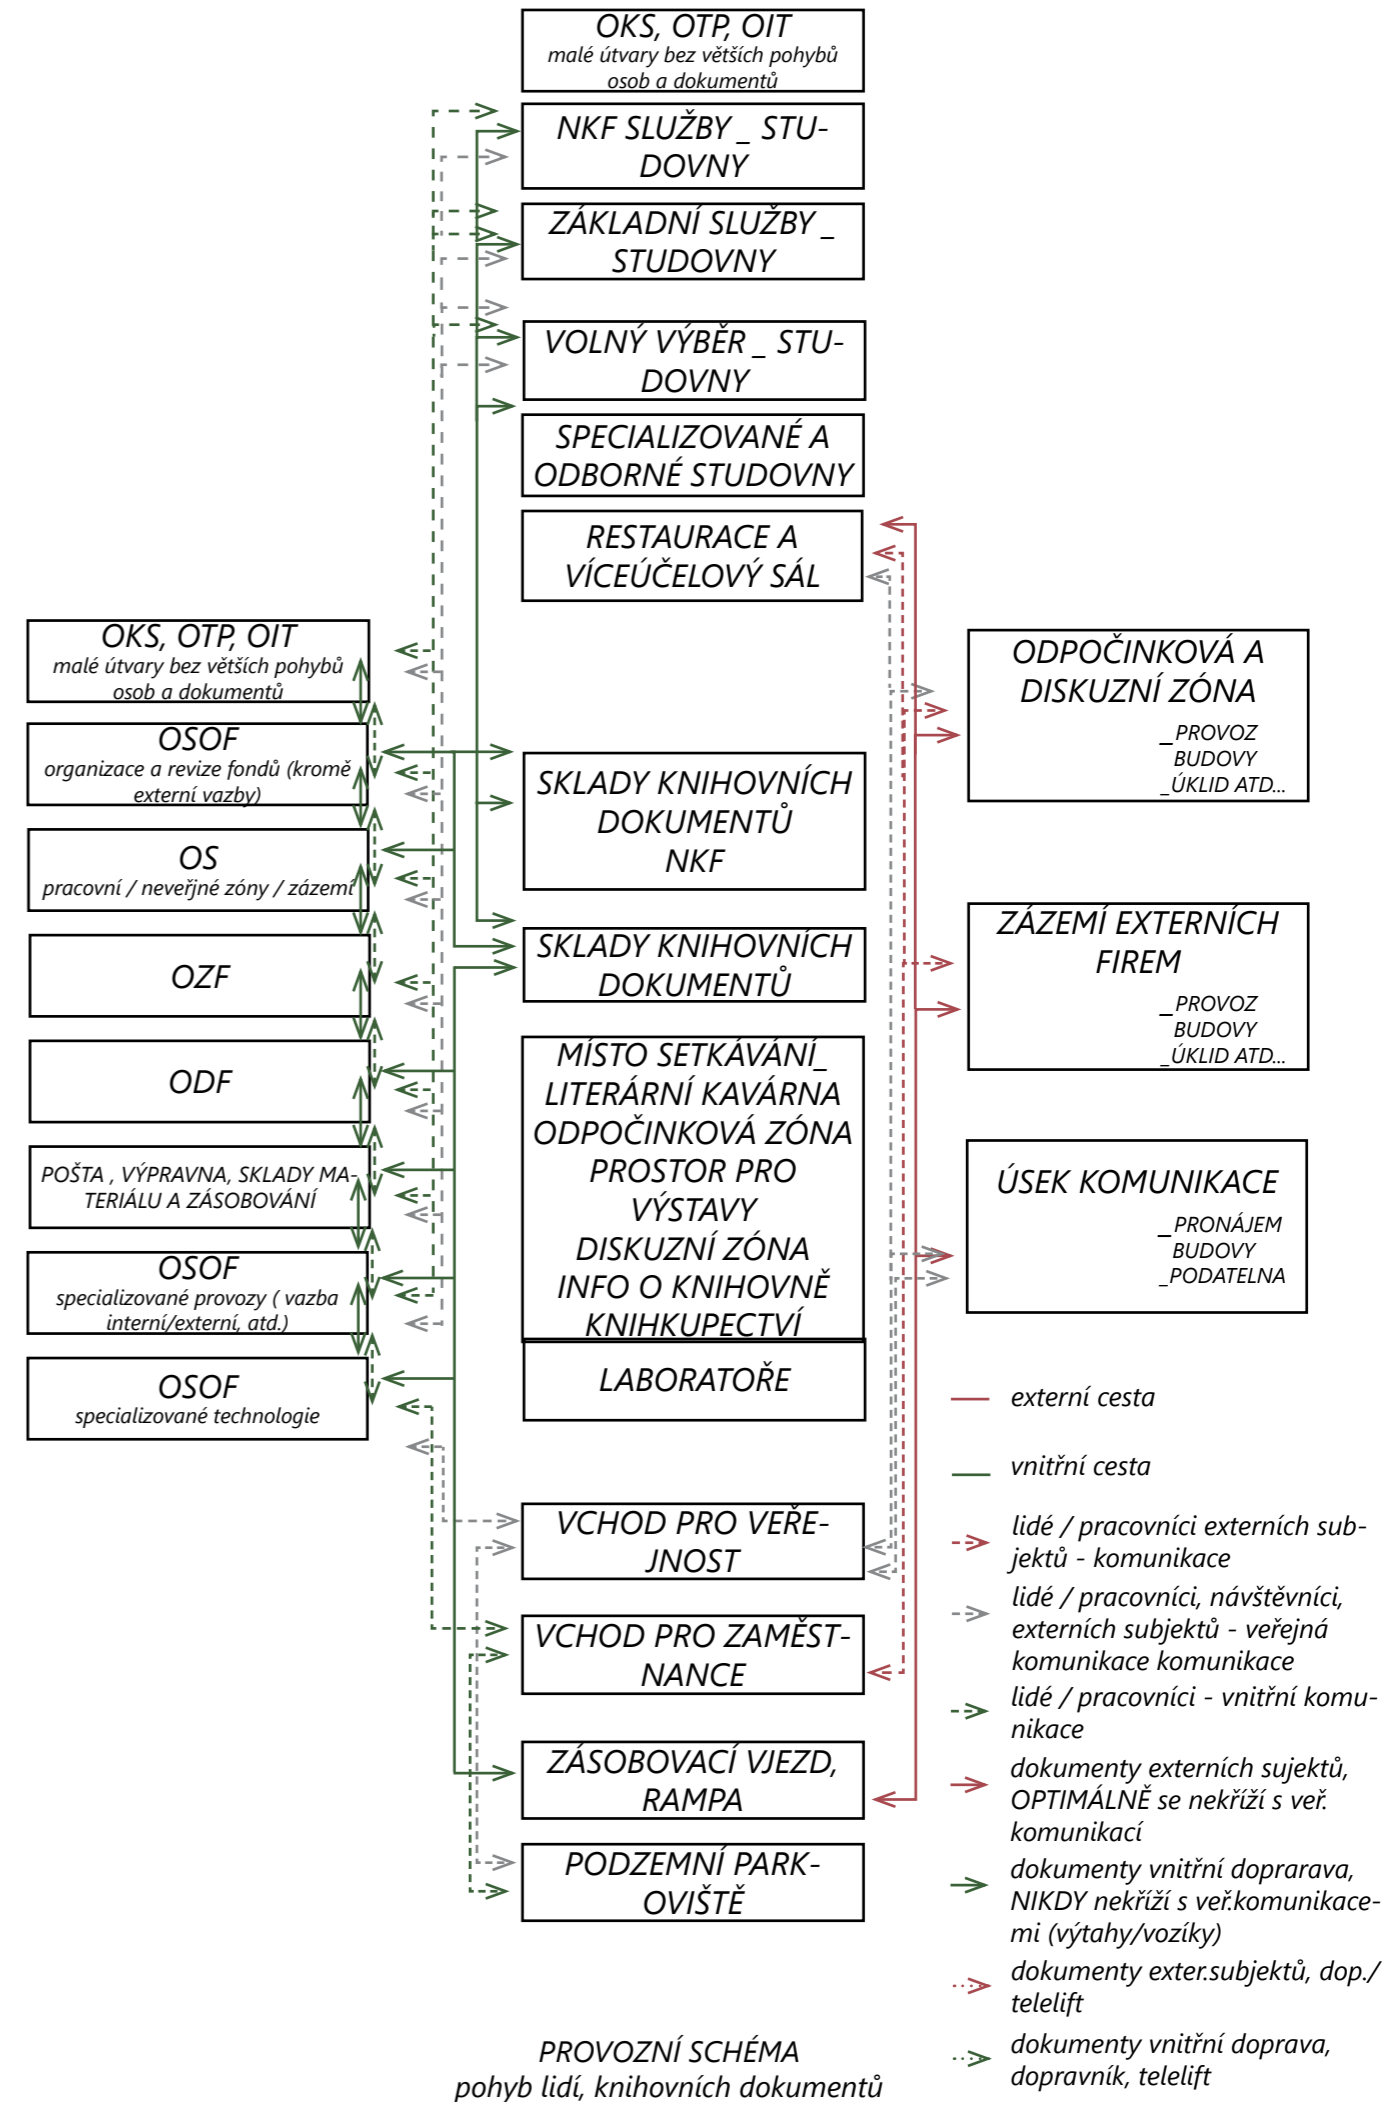 OKS, OTP, OIT
malé útvary bez větších pohybů
osob a dokumentů
NKF SLUŽBY _ STU-
DOVNY
ZÁKLADNÍ SLUŽBY _
STUDOVNY
VOLNÝ VÝBĚR _ STU-
DOVNY
SPECIALIZOVANÉ A
ODBORNÉ STUDOVNY
RESTAURACE A
VÍCEÚČELOVÝ SÁL
OKS, OTP, OIT
malé útvary bez větších pohybů
osob a dokumentů
OSOF
organizace a revize fondů (kromě
externí vazby)
OS
pracovní / neveřjné zóny / zázemí
OZF
ODF
POŠTA , VÝPRAVNA, SKLADY MA-
TERIÁLU A ZÁSOBOVÁNÍ
OSOF
specializované provozy ( vazba
interní/externí, atd.)
OSOF
specializované technologie
SKLADY KNIHOVNÍCH
DOKUMENTŮ
NKF
SKLADY KNIHOVNÍCH
DOKUMENTŮ
MÍSTO SETKÁVÁNÍ_
LITERÁRNÍ KAVÁRNA
ODPOČINKOVÁ ZÓNA
PROSTOR PRO
VÝSTAVY
DISKUZNÍ ZÓNA
INFO O KNIHOVNĚ
KNIHKUPECTVÍ
LABORATOŘE
VCHOD PRO VEŘE-
JNOST
VCHOD PRO ZAMĚST-
NANCE
ZÁSOBOVACÍ VJEZD,
RAMPA
PODZEMNÍ PARK-
OVIŠTĚ
ODPOČINKOVÁ A
DISKUZNÍ ZÓNA
_PROVOZ
BUDOVY
_ÚKLID ATD...
ZÁZEMÍ EXTERNÍCH
FIREM
_PROVOZ
BUDOVY
_ÚKLID ATD...
ÚSEK KOMUNIKACE
_PRONÁJEM
BUDOVY
_PODATELNA
externí cesta
vnitřní cesta
lidé / pracovníci externích sub-
jektů - komunikace
lidé / pracovníci, návštěvníci,
externích subjektů - veřejná
komunikace komunikace
lidé / pracovníci - vnitřní komu-
nikace
dokumenty externích sujektů,
OPTIMÁLNĚ se nekříží s veř.
komunikací
dokumenty vnitřní doprarava,
NIKDY nekříží s veř.komunikace-
mi (výtahy/vozíky)
dokumenty exter.subjektů, dop./
telelift
dokumenty vnitřní doprava,
dopravník, telelift
PROVOZNÍ SCHÉMA
pohyb lidí, knihovních dokumentů